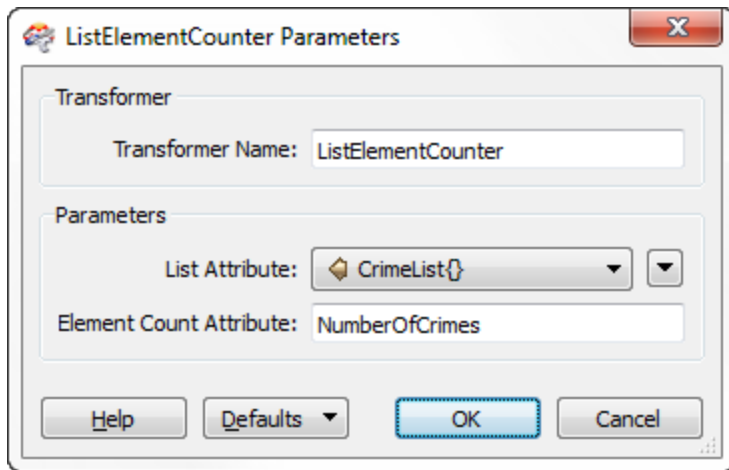 ListElementCounter Parameters
Transformer
Transformer Name: ListElementCounter
Parameters
List Attribute: CrimeList{}
Element Count Attribute: NumberOfCrimes
Help Defaults OK Cancel